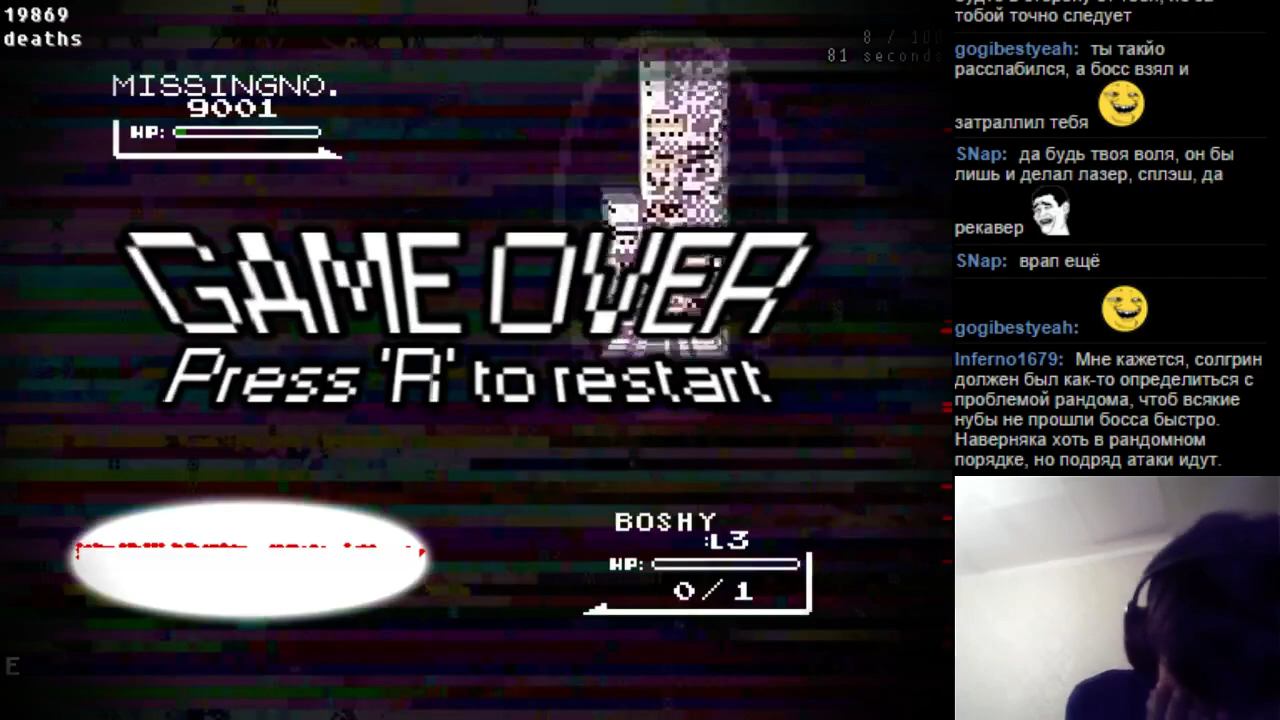 19869
deaths
8 / 100
81 seconds
MISSINGNO.
9001
HP:
GAME OVER
Press 'R' to restart
BOSHY
:L3
HP:
0/ 1
E
тобой точно следует
gogibestyeah: ты такйо
расслабился, а босс взял и
затраллил тебя
SNap: да будь твоя воля, он бы
лишь и делал лазер, сплэш, да
рекавер
SNap: врап ещё
gogibestyeah:
Inferno1679: Мне кажется, солгрин
должен был как-то определиться с
проблемой рандома, чтоб всякие
нубы не прошли босса быстро.
Наверняка хоть в рандомном
порядке, но подряд атаки идут.